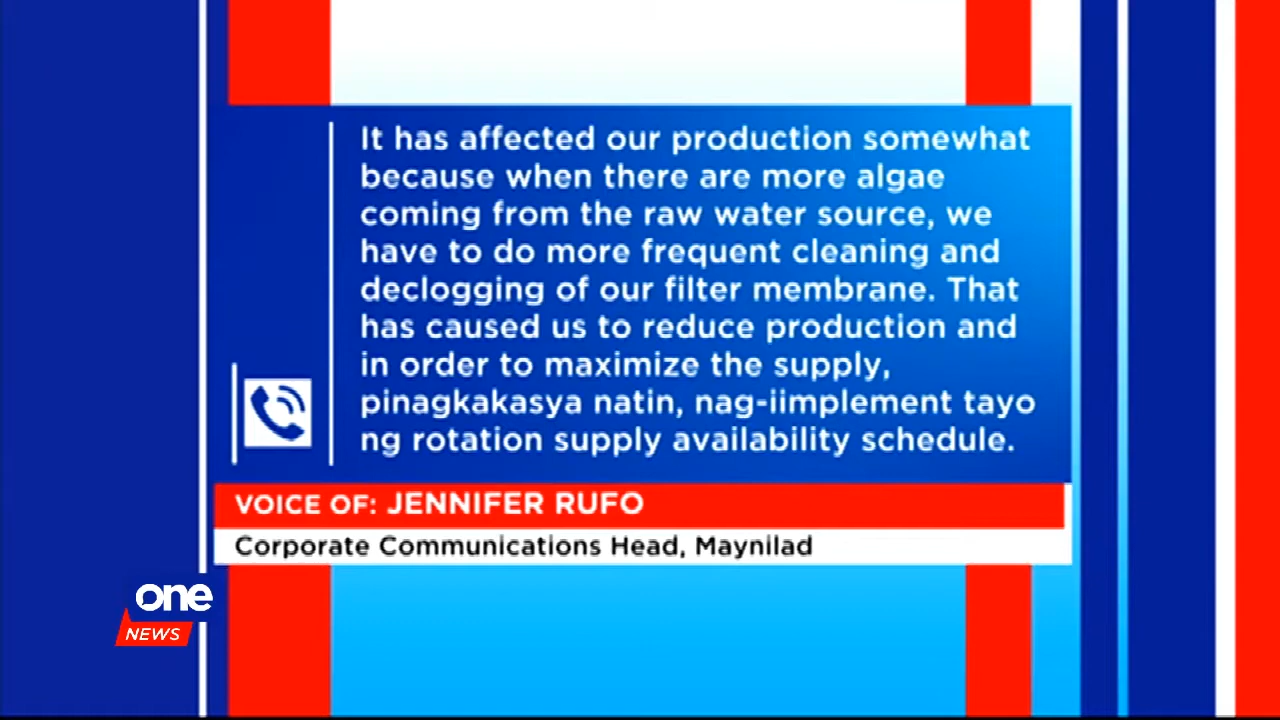 It has affected our production somewhat
because when there are more algae
coming from the raw water source, we
have to do more frequent cleaning and
declogging of our filter membrane. That
has caused us to reduce production and
in order to maximize the supply,
pinagkakasya natin, nag-iimplement tayo
ng rotation supply availability schedule.
VOICE OF: JENNIFER RUFO
Corporate Communications Head, Maynilad
one
NEWS